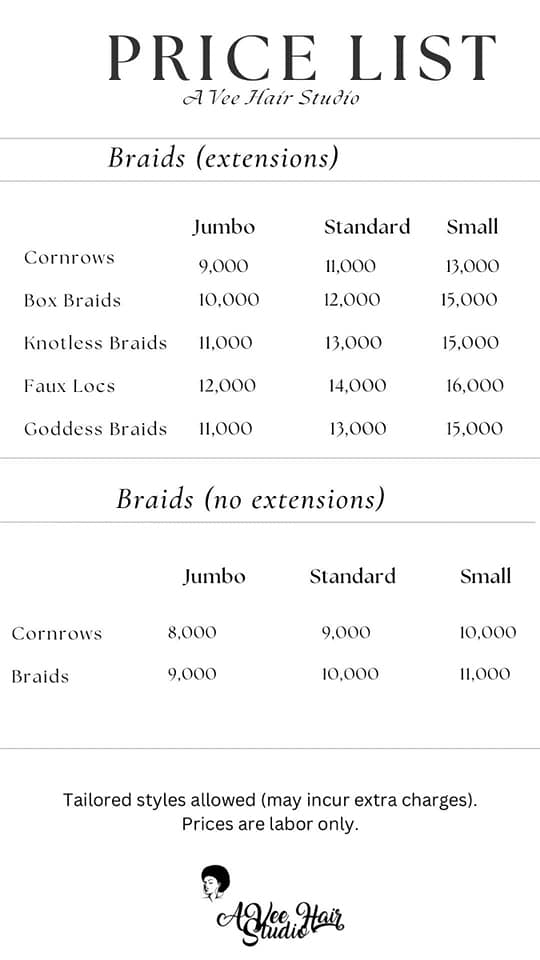 PRICE LIST
A Vee Hair Studio
Braids (extensions)
Jumbo Standard Small
Cornrows 9,000 11,000 13,000
Box Braids 10,000 12,000 15,000
Knotless Braids 11,000 13,000 15,000
Faux Locs 12,000 14,000 16,000
Goddess Braids 11,000 13,000 15,000
Braids (no extensions)
Jumbo Standard Small
Cornrows 8,000 9,000 10,000
Braids 9,000 10,000 11,000
Tailored styles allowed (may incur extra charges).
Prices are labor only.
A Vee Hair
Studio